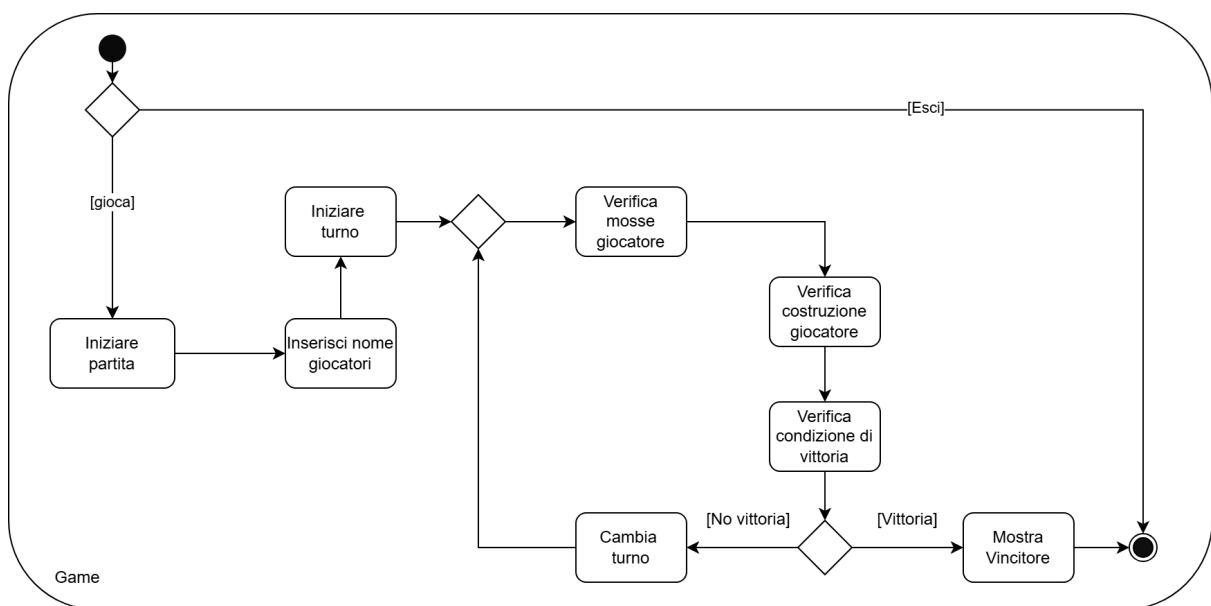 [Esci]
[gioca]
Iniziare
turno
Verifica
mosse
giocatore
Verifica
costruzione
giocatore
Iniziare
partita
Inserisci nome
giocatori
Verifica
condizione di
vittoria
[No vittoria]
[Vittoria]
Cambia
turno
Mostra
Vincitore
Game